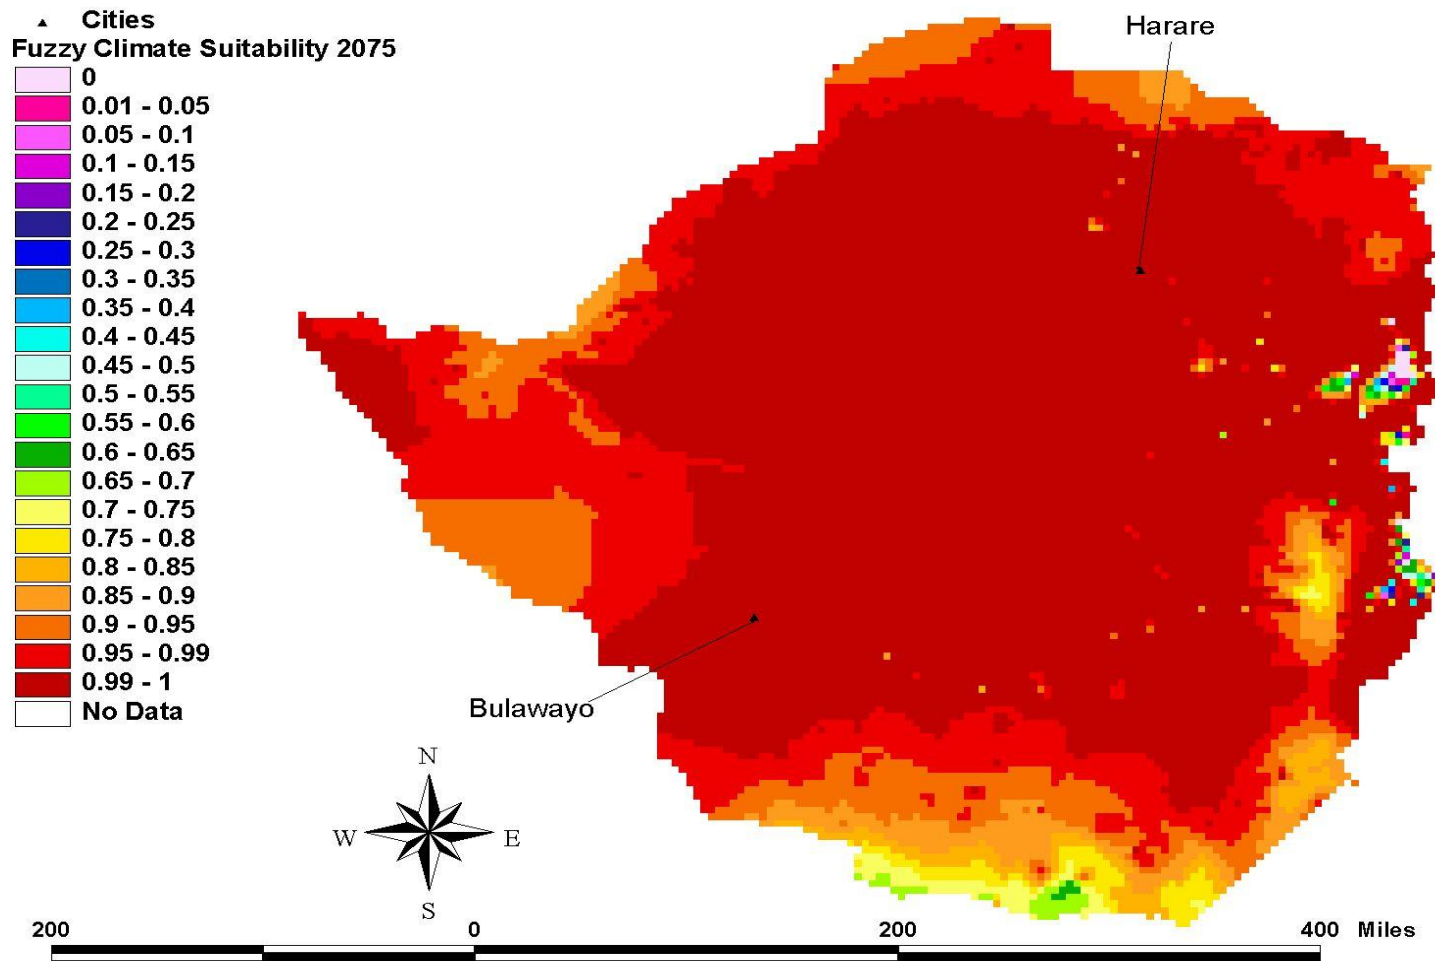 Cities
Fuzzy Climate Suitability 2075
0
0.01 - 0.05
0.05 - 0.1
0.1 - 0.15
0.15 - 0.2
0.2 - 0.25
0.25 - 0.3
0.3 - 0.35
0.35 - 0.4
0.4 - 0.45
0.45 - 0.5
0.5 - 0.55
0.55 - 0.6
0.6 - 0.65
0.65 - 0.7
0.7 - 0.75
0.75 - 0.8
0.8 - 0.85
0.85 - 0.9
0.9 - 0.95
0.95 - 0.99
0.99 - 1
No Data
Harare
Bulawayo
N
W E
S
200 0 200 400 Miles